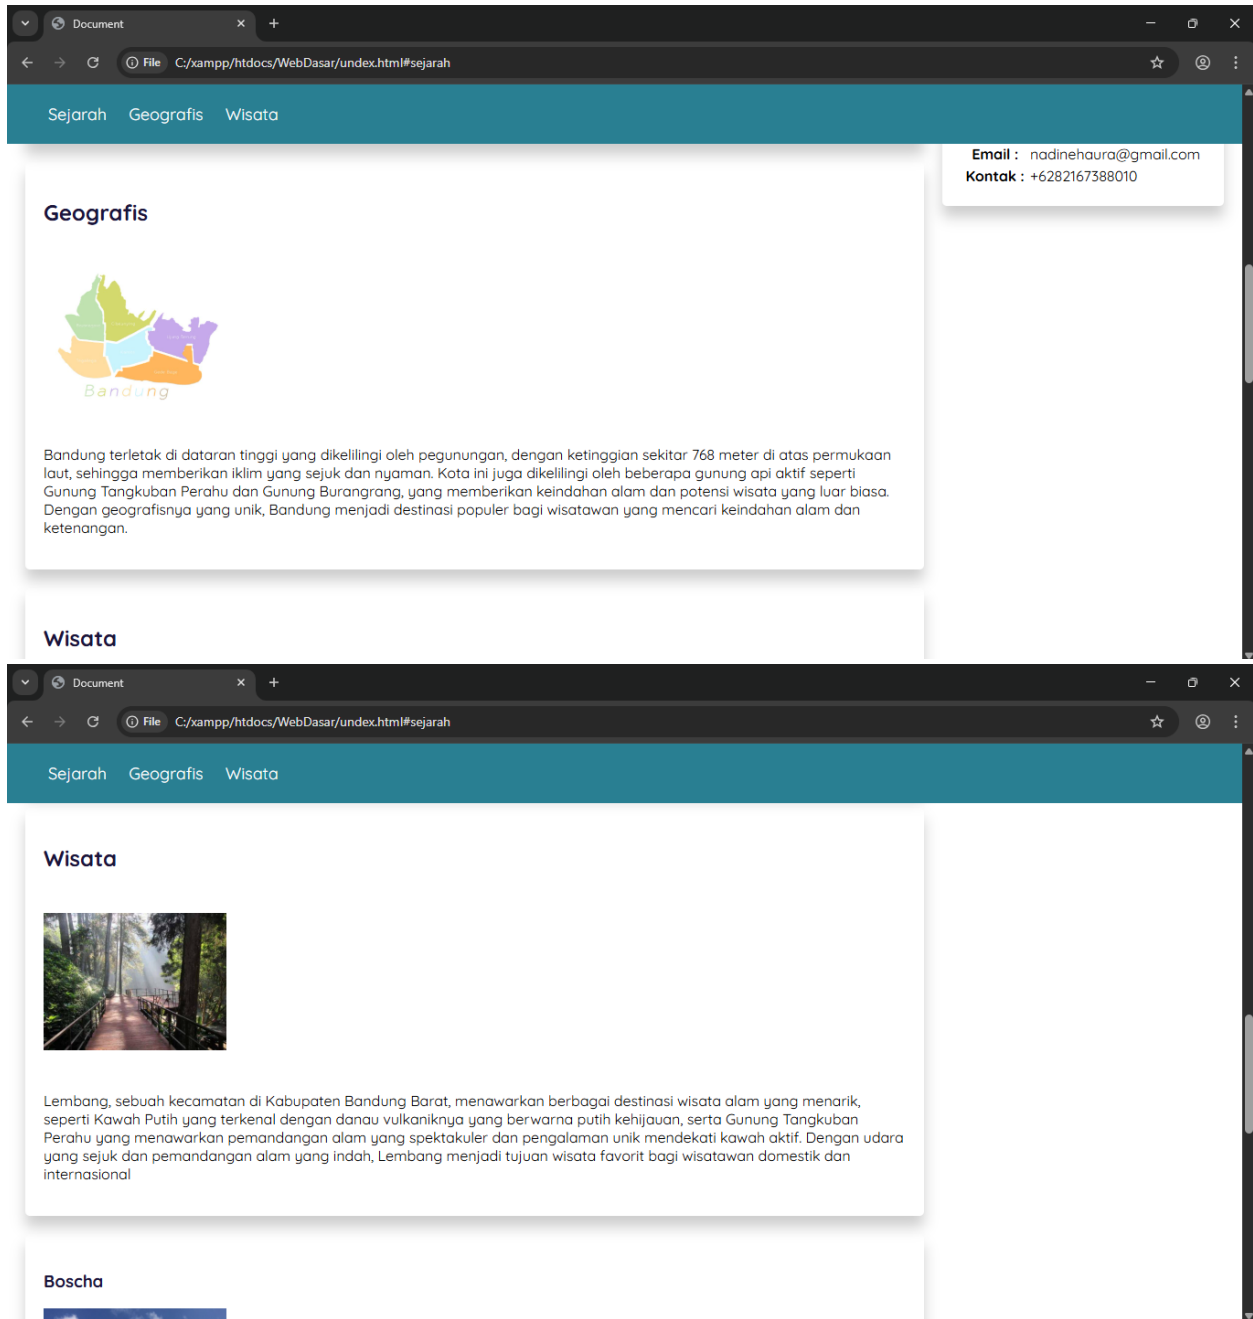 Document
File C:/xampp/htdocs/WebDasar/undex.html#sejarah
Sejarah Geografis Wisata
Email : nadinehaura@gmail.com
Kontak : +6282167388010
Geografis
Bandung
Bandung terletak di dataran tinggi yang dikelilingi oleh pegunungan, dengan ketinggian sekitar 768 meter di atas permukaan
laut, sehingga memberikan iklim yang sejuk dan nyaman. Kota ini juga dikelilingi oleh beberapa gunung api aktif seperti
Gunung Tangkuban Perahu dan Gunung Burangrang, yang memberikan keindahan alam dan potensi wisata yang luar biasa.
Dengan geografisnya yang unik, Bandung menjadi destinasi populer bagi wisatawan yang mencari keindahan alam dan
ketenangan.
Wisata
Document
File C:/xampp/htdocs/WebDasar/undex.html#sejarah
Sejarah Geografis Wisata
Wisata
Lembang, sebuah kecamatan di Kabupaten Bandung Barat, menawarkan berbagai destinasi wisata alam yang menarik,
seperti Kawah Putih yang terkenal dengan danau vulkaniknya yang berwarna putih kehijauan, serta Gunung Tangkuban
Perahu yang menawarkan pemandangan alam yang spektakuler dan pengalaman unik mendekati kawah aktif. Dengan udara
yang sejuk dan pemandangan alam yang indah, Lembang menjadi tujuan wisata favorit bagi wisatawan domestik dan
internasional
Boscha